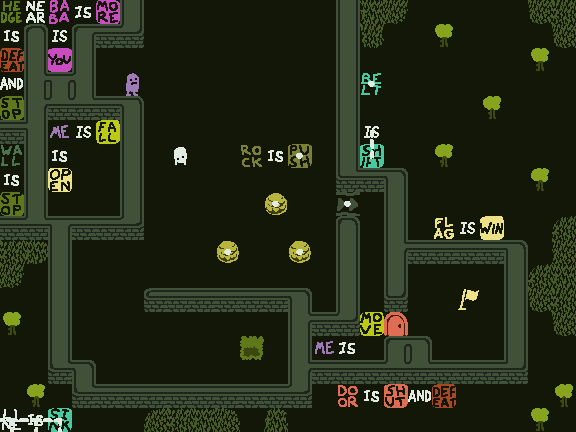 HEDGE NEAR BABA IS MORE
IS IS
DEFEAT YOU
AND
STOP
ME IS FALL
WALL IS
IS OPEN
STOP
ROCK IS PUSH
BELT
IS
SHIFT
FLAG IS WIN
MOVE
ME IS
DOOR IS SHUT AND DEFEAT